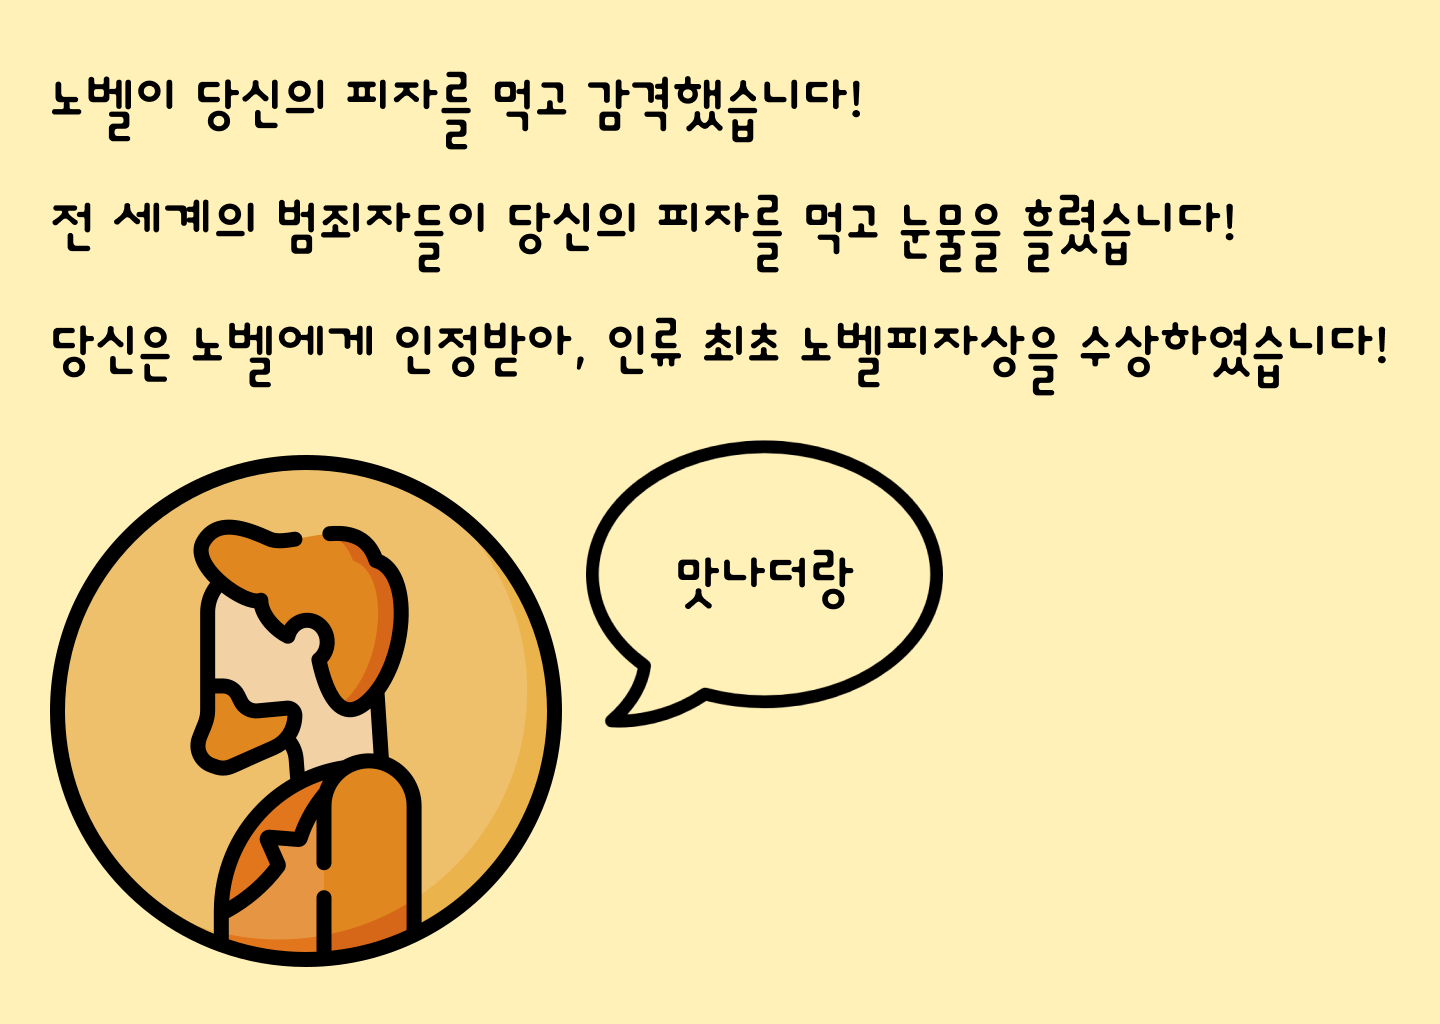 노벨이 당신의 피자를 먹고 감격했습니다!
전 세계의 범죄자들이 당신의 피자를 먹고 눈물을 흘렸습니다!
당신은 노벨에게 인정받아, 인류 최초 노벨피자상을 수상하였습니다!
맛나더랑